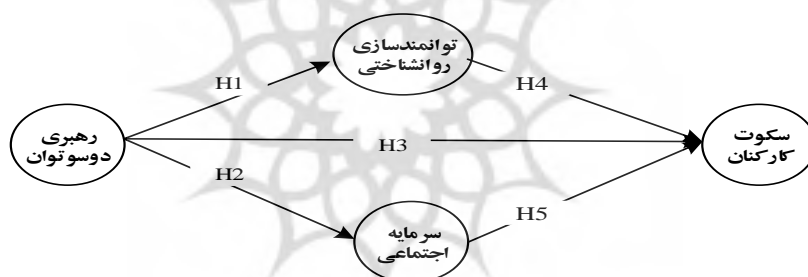 توانمندسازی
روانشناختی
H1
H4
رهبری
دوسوتوان
H3
سکوت
کارکنان
H2
H5
سرمایه
اجتماعی